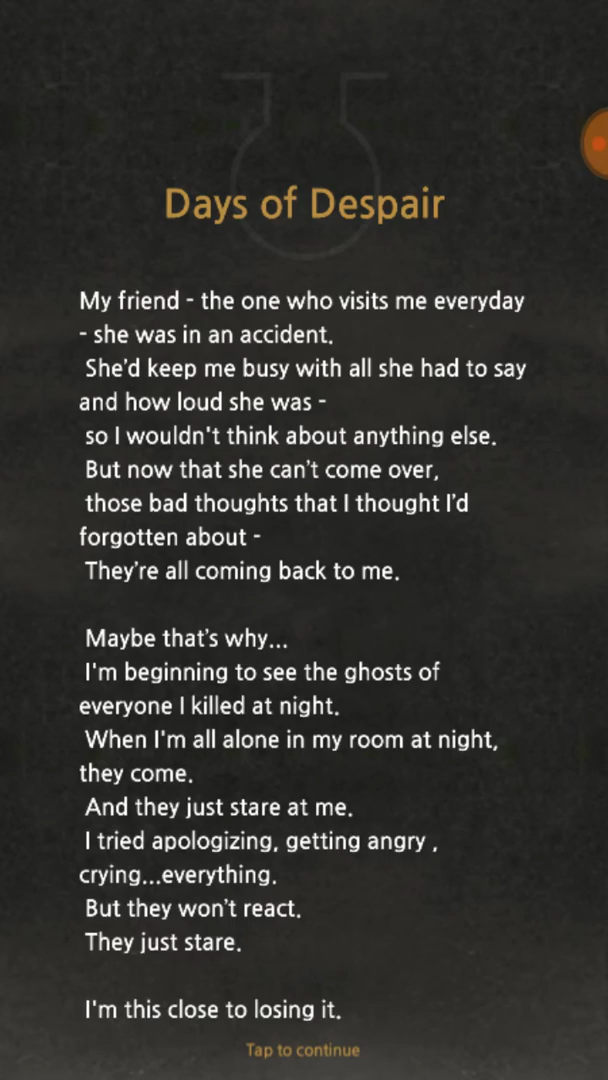 Days of Despair
My friend - the one who visits me everyday
- she was in an accident.
She'd keep me busy with all she had to say
and how loud she was -
so I wouldn't think about anything else.
But now that she can't come over,
those bad thoughts that I thought I'd
forgotten about -
They're all coming back to me.
Maybe that's why...
I'm beginning to see the ghosts of
everyone I killed at night.
When I'm all alone in my room at night,
they come.
And they just stare at me.
I tried apologizing, getting angry ,
crying...everything.
But they won't react.
They just stare.
I'm this close to losing it.
Tap to continue